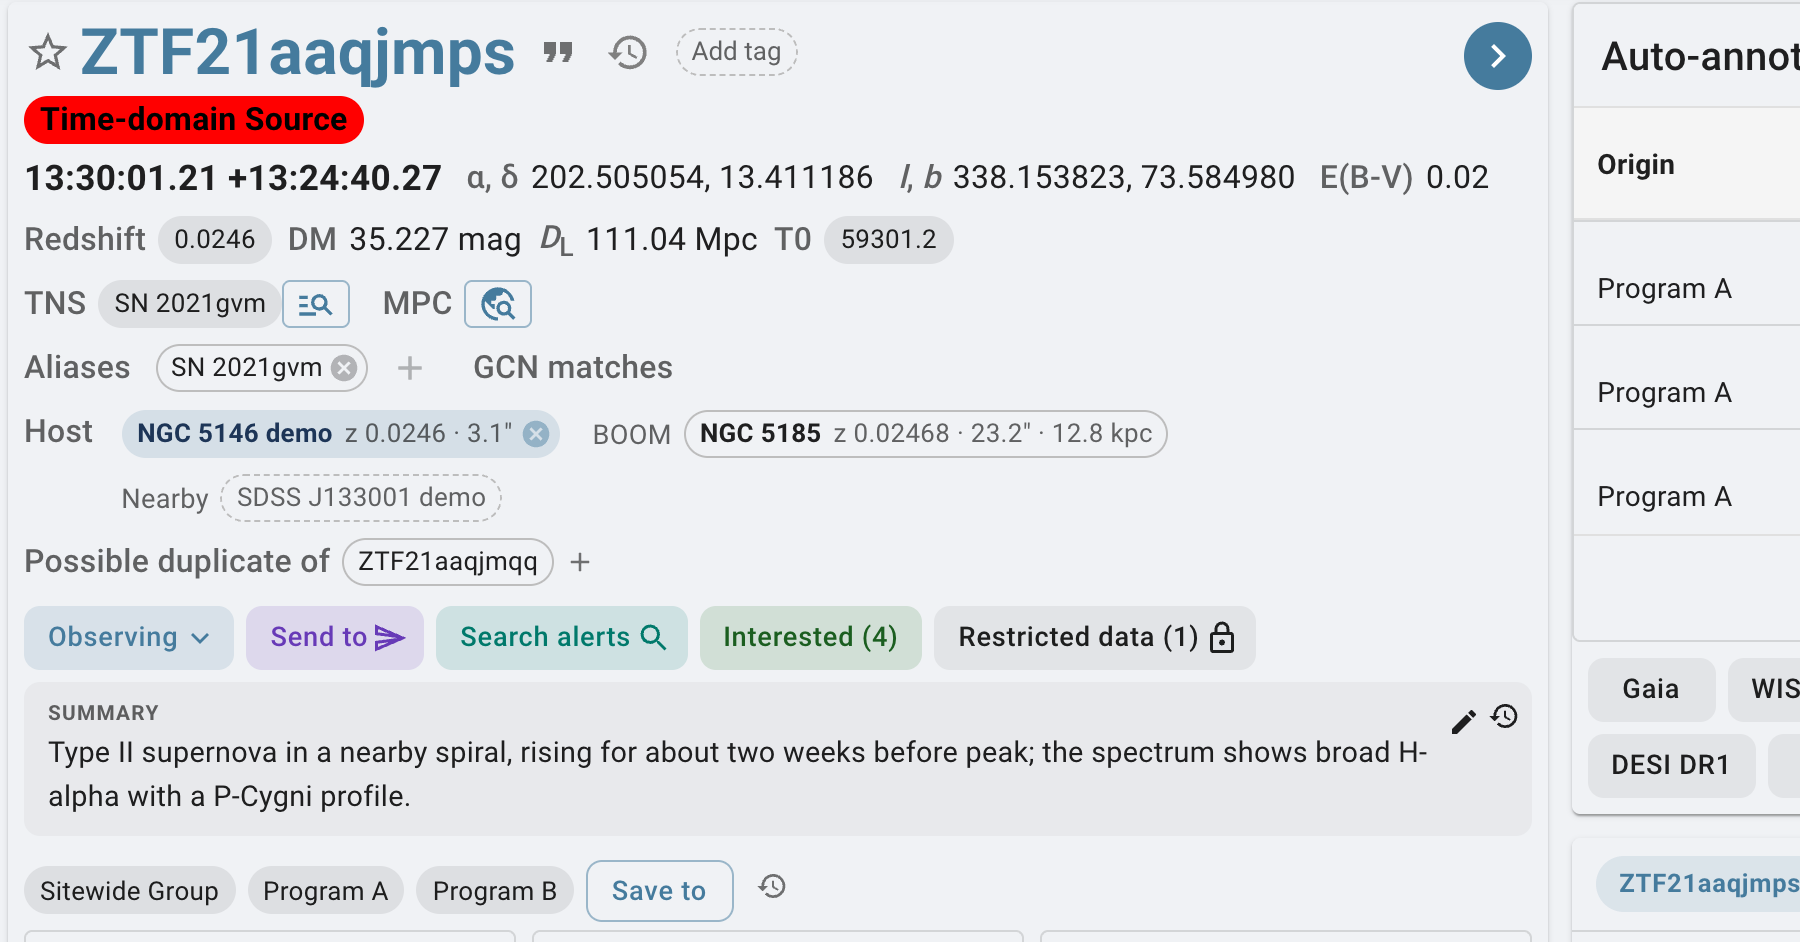 ZTF21aaqjmps
Add tag
Time-domain Source
13:30:01.21 +13:24:40.27 α, δ 202.505054, 13.411186 l, b 338.153823, 73.584980 E(B-V) 0.02
Redshift 0.0246 DM 35.227 mag DL 111.04 Mpc T0 59301.2
TNS SN 2021gvm MPC
Aliases SN 2021gvm + GCN matches
Host NGC 5146 demo z 0.0246 · 3.1" BOOM NGC 5185 z 0.02468 · 23.2" · 12.8 kpc
Nearby SDSS J133001 demo
Possible duplicate of ZTF21aaqjmqq +
Observing Send to Search alerts Interested (4) Restricted data (1)
SUMMARY
Type II supernova in a nearby spiral, rising for about two weeks before peak; the spectrum shows broad H-
alpha with a P-Cygni profile.
Sitewide Group Program A Program B Save to
Auto-annot
Origin
Program A
Program A
Program A
Gaia WIS
DESI DR1
ZTF21aaqjmps